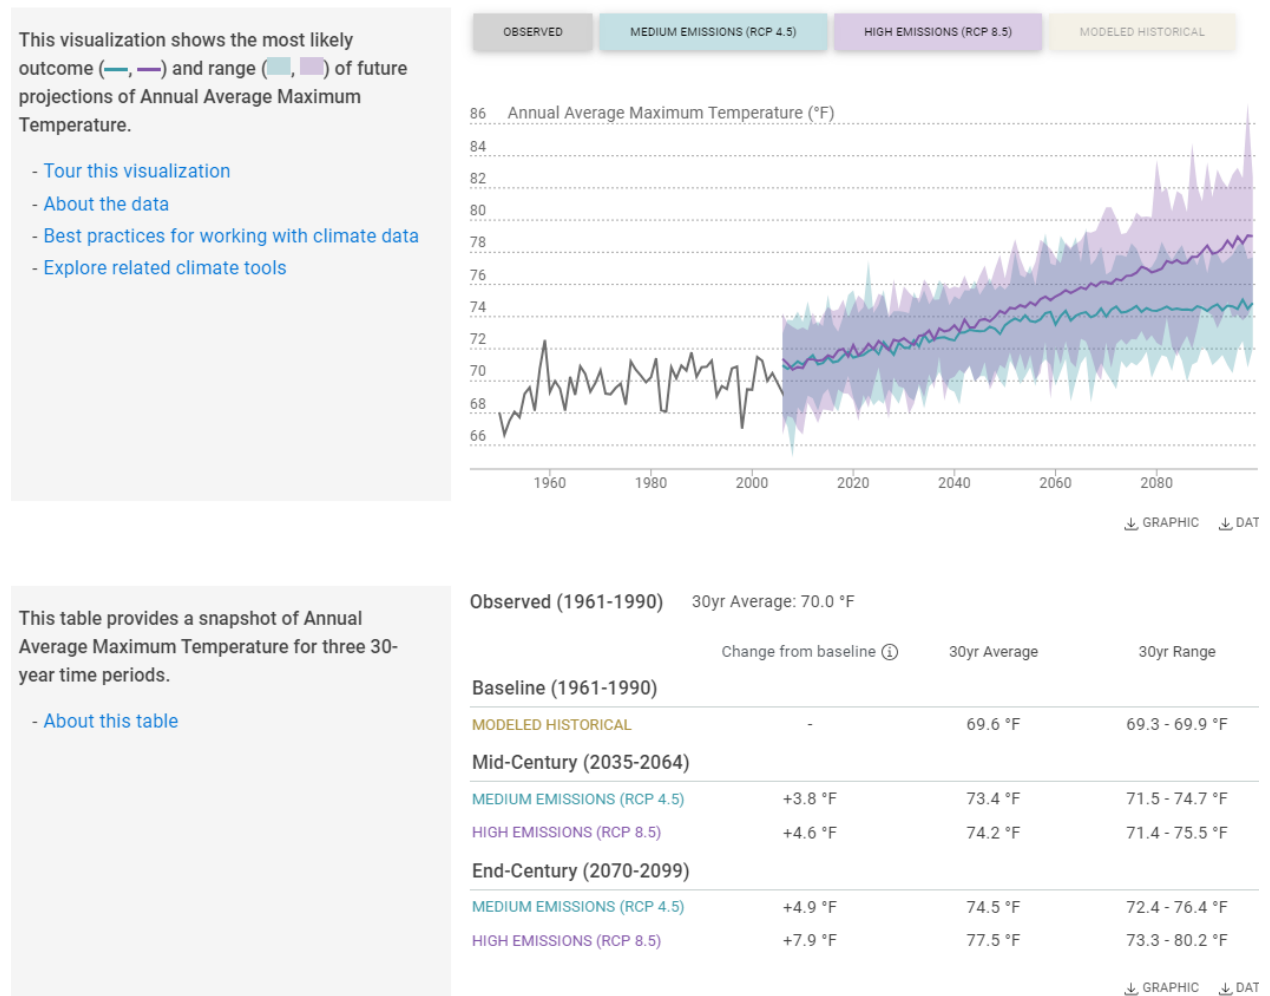 This visualization shows the most likely
outcome (—, —) and range ( , ) of future
projections of Annual Average Maximum
Temperature.
- Tour this visualization
- About the data
- Best practices for working with climate data
- Explore related climate tools
OBSERVED
MEDIUM EMISSIONS (RCP 4.5)
HIGH EMISSIONS (RCP 8.5)
MODELED HISTORICAL
Annual Average Maximum Temperature (°F)
86
84
82
80
78
76
74
72
70
68
66
1960 1980 2000 2020 2040 2060 2080
GRAPHIC DAT
This table provides a snapshot of Annual
Average Maximum Temperature for three 30-
year time periods.
- About this table
Observed (1961-1990) 30yr Average: 70.0 °F
Change from baseline i 30yr Average 30yr Range
Baseline (1961-1990)
MODELED HISTORICAL - 69.6 °F 69.3 - 69.9 °F
Mid-Century (2035-2064)
MEDIUM EMISSIONS (RCP 4.5) +3.8 °F 73.4 °F 71.5 - 74.7 °F
HIGH EMISSIONS (RCP 8.5) +4.6 °F 74.2 °F 71.4 - 75.5 °F
End-Century (2070-2099)
MEDIUM EMISSIONS (RCP 4.5) +4.9 °F 74.5 °F 72.4 - 76.4 °F
HIGH EMISSIONS (RCP 8.5) +7.9 °F 77.5 °F 73.3 - 80.2 °F
GRAPHIC DAT